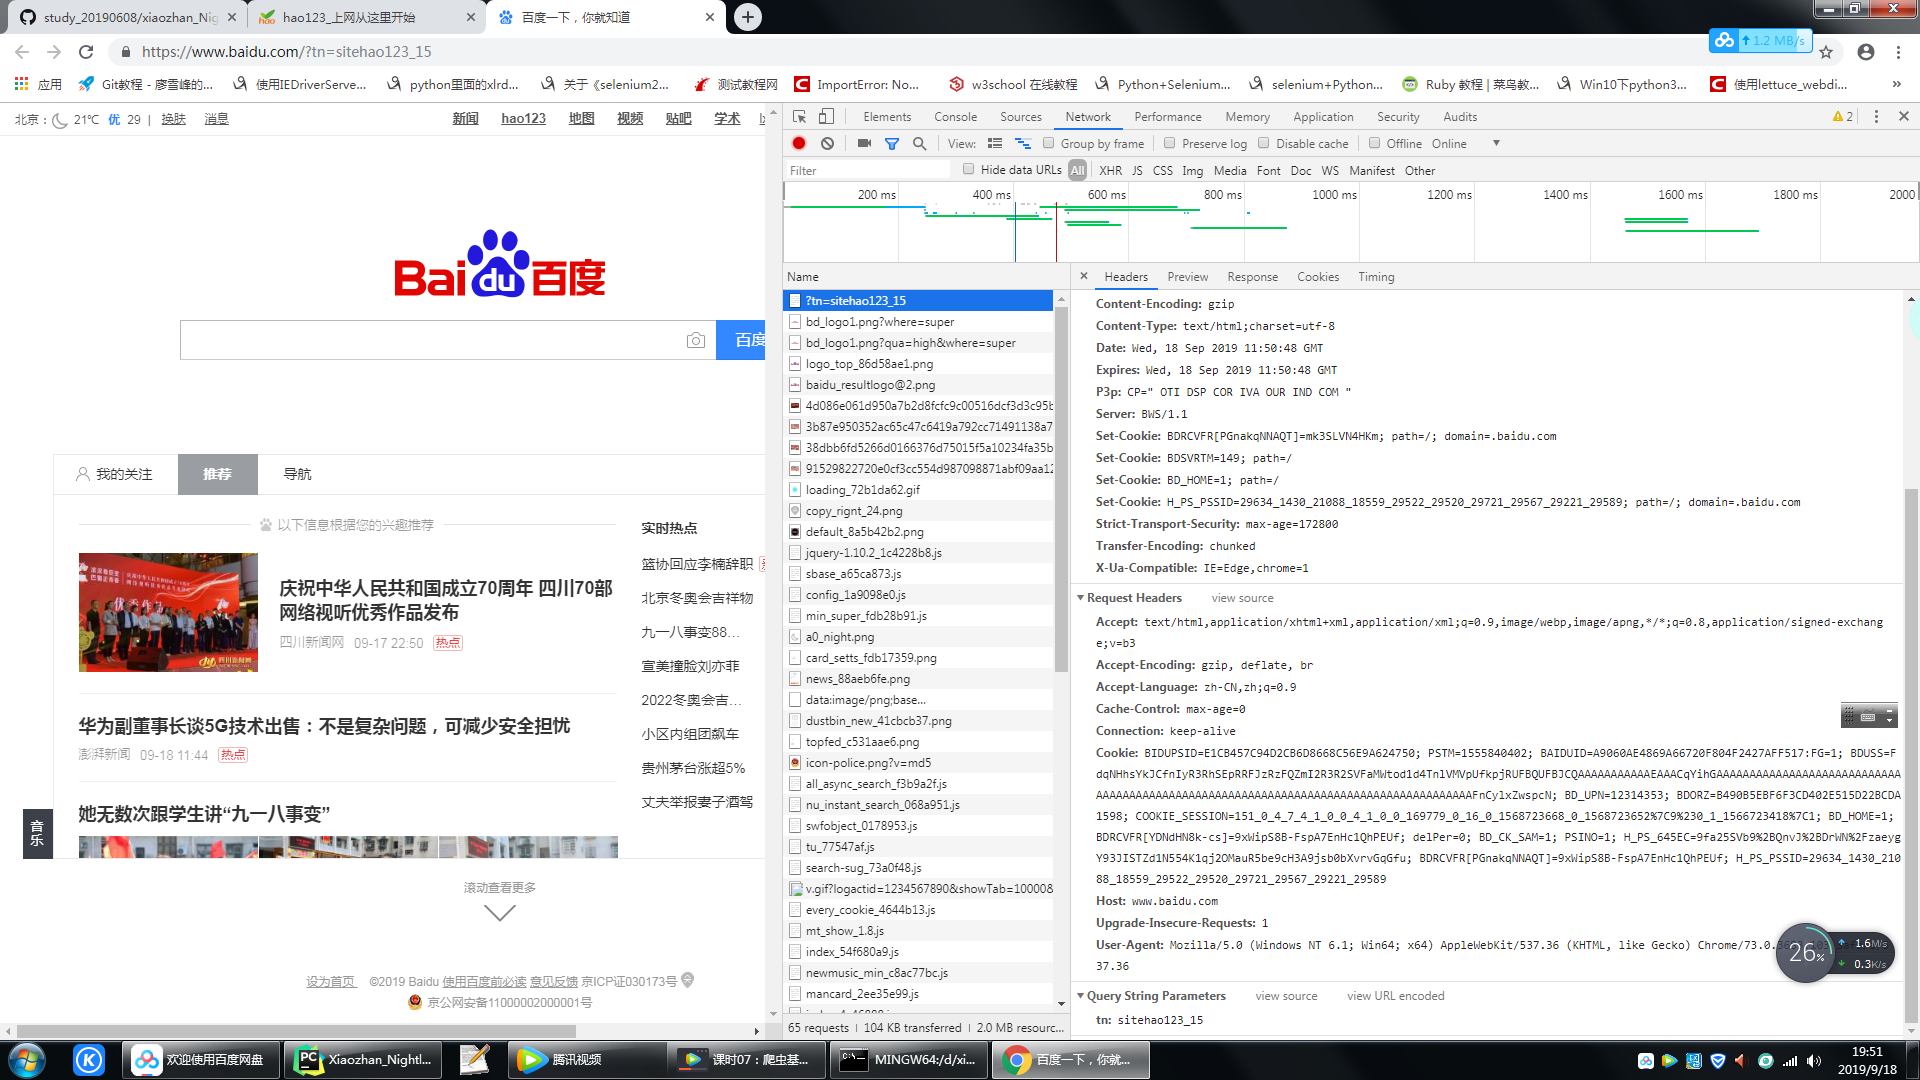 study_20190608/xiaozhan_Nig
hao123_上网从这里开始
百度一下，你就知道
https://www.baidu.com/?tn=sitehao123_15
1.2 MB/s
应用
Git教程 - 廖雪峰的...
使用IEDriverServe...
python里面的xlrd...
关于《selenium2...
测试教程网
ImportError: No...
w3school 在线教程
Python+Selenium...
selenium+Python...
Ruby 教程 | 菜鸟教...
Win10下python3...
使用lettuce_webdi...
»
北京：
21℃
优
29
|
换肤
消息
新闻
hao123
地图
视频
贴吧
学术
Bai du 百度
百度
我的关注
推荐
导航
以下信息根据您的兴趣推荐
庆祝中华人民共和国成立70周年 四川70部
网络视听优秀作品发布
四川新闻网 09-17 22:50 热点
华为副董事长谈5G技术出售：不是复杂问题，可减少安全担忧
澎湃新闻 09-18 11:44 热点
她无数次跟学生讲“九一八事变”
音乐
实时热点
篮协回应李楠辞职
北京冬奥会吉祥物
九一八事变88...
宣美撞脸刘亦菲
2022冬奥会吉...
小区内组团飙车
贵州茅台涨超5%
丈夫举报妻子酒驾
滚动查看更多
设为首页 ©2019 Baidu 使用百度前必读 意见反馈 京ICP证030173号
京公网安备11000002000001号
Elements Console Sources Network Performance Memory Application Security Audits
2
View: Group by frame Preserve log Disable cache Offline Online
Filter Hide data URLs All XHR JS CSS Img Media Font Doc WS Manifest Other
200 ms 400 ms 600 ms 800 ms 1000 ms 1200 ms 1400 ms 1600 ms 1800 ms 2000
Name
?tn=sitehao123_15
bd_logo1.png?where=super
bd_logo1.png?qua=high&where=super
logo_top_86d58ae1.png
baidu_resultlogo@2.png
4d086e061d950a7b2d8fcfc9c00516dcf3d3c95b
3b87e950352ac65c47c6419a792cc71491138a7
38dbb6fd5266d0166376d75015f5a10234fa35b
91529822720e0cf3cc554d987098871abf09aa12
loading_72b1da62.gif
copy_rignt_24.png
default_8a5b42b2.png
jquery-1.10.2_1c4228b8.js
sbase_a65ca873.js
config_1a9098e0.js
min_super_fdb28b91.js
a0_night.png
card_setts_fdb17359.png
news_88aeb6fe.png
data:image/png;base...
dustbin_new_41cbcb37.png
topfed_c531aae6.png
icon-police.png?v=md5
all_async_search_f3b9a2f.js
nu_instant_search_068a951.js
swfobject_0178953.js
tu_77547af.js
search-sug_73a0f48.js
v.gif?logactid=1234567890&showTab=10000&
every_cookie_4644b13.js
mt_show_1.8.js
index_54f680a9.js
newmusic_min_c8ac77bc.js
mancard_2ee35e99.js
65 requests | 104 KB transferred | 2.0 MB resourc...
Headers Preview Response Cookies Timing
Content-Encoding: gzip
Content-Type: text/html;charset=utf-8
Date: Wed, 18 Sep 2019 11:50:48 GMT
Expires: Wed, 18 Sep 2019 11:50:48 GMT
P3p: CP=" OTI DSP COR IVA OUR IND COM "
Server: BWS/1.1
Set-Cookie: BDRCVFR[PGnakqNNAQT]=mk3SLVN4HKm; path=/; domain=.baidu.com
Set-Cookie: BDSVRTM=149; path=/
Set-Cookie: BD_HOME=1; path=/
Set-Cookie: H_PS_PSSID=29634_1430_21088_18559_29522_29520_29721_29567_29221_29589; path=/; domain=.baidu.com
Strict-Transport-Security: max-age=172800
Transfer-Encoding: chunked
X-Ua-Compatible: IE=Edge,chrome=1
Request Headers view source
Accept: text/html,application/xhtml+xml,application/xml;q=0.9,image/webp,image/apng,*/*;q=0.8,application/signed-exchang
e;v=b3
Accept-Encoding: gzip, deflate, br
Accept-Language: zh-CN,zh;q=0.9
Cache-Control: max-age=0
Connection: keep-alive
Cookie: BIDUPSID=E1CB457C94D2CB6D8668C56E9A624750; PSTM=1555840402; BAIDUID=A9060AE4869A66720F804F2427AFF517:FG=1; BDUSS=F
1598; COOKIE_SESSION=151_0_4_7_4_1_0_0_4_1_0_0_169779_0_16_0_1568723668_0_1568723652%7C9%230_1_1566723418%7C1; BD_HOME=1;
BDRCVFR[YDNdHN8k-cs]=9xWipS8B-FspA7EnHc1QhPEUf; delPer=0; BD_CK_SAM=1; PSINO=1; H_PS_645EC=9fa25SVb9%2BQnvJ%2BDrWN%2Fzaeyg
Y93JISTZd1N554K1qj2OMauR5be9cH3A9jsb0bXvrvGqGfu; BDRCVFR[PGnakqNNAQT]=9xWipS8B-FspA7EnHc1QhPEUf; H_PS_PSSID=29634_1430_210
88_18559_29522_29520_29721_29567_29221_29589
Host: www.baidu.com
Upgrade-Insecure-Requests: 1
User-Agent: Mozilla/5.0 (Windows NT 6.1; Win64; x64) AppleWebKit/537.36 (KHTML, like Gecko) Chrome/73.0.
37.36
Query String Parameters view source view URL encoded
tn: sitehao123_15
26%
1.6M/s
0.3K/s
欢迎使用百度网盘
Xiaozhan_Nightl...
腾讯视频
课时07：爬虫基...
MINGW64:/d/xi...
百度一下，你就...
19:51
2019/9/18